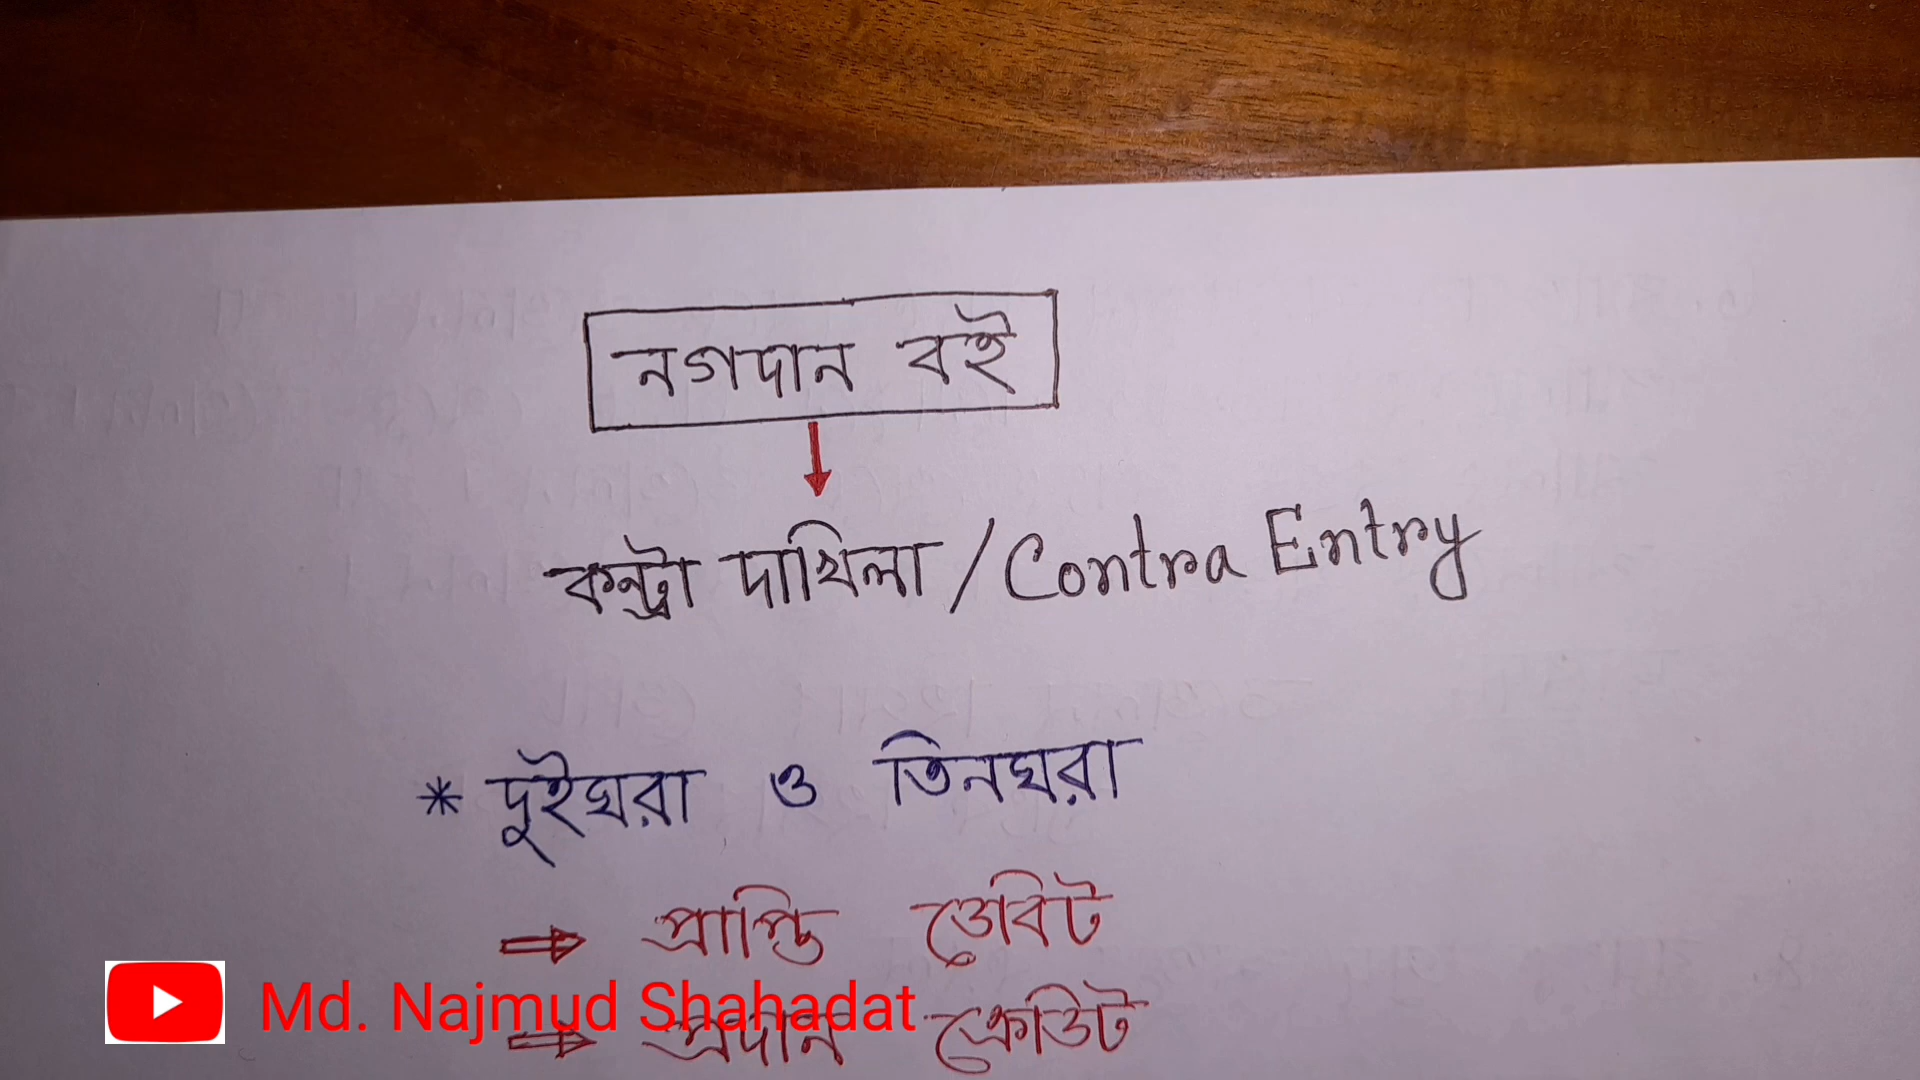 নগদান বই
কন্ট্রা দাখিলা / Contra Entry
* দুইঘরা ও তিনঘরা
⇒ প্রাপ্তি ডেবিট
Md. Najmud Shahadat
⇒ প্রদান ক্রেডিট